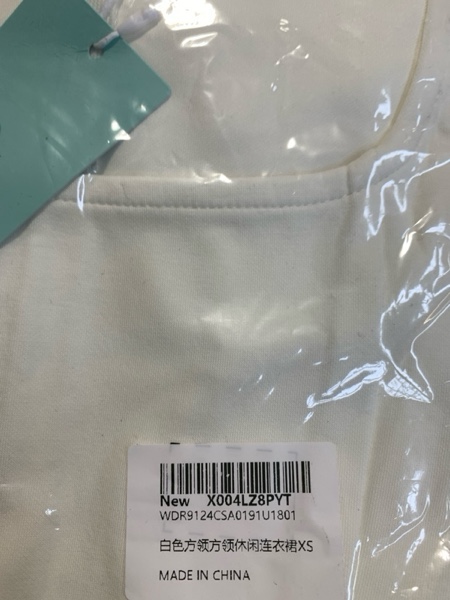 New X004LZ8PYT
WDR9124CSA0191U1801
白色方领方领休闲连衣裙XS
MADE IN CHINA